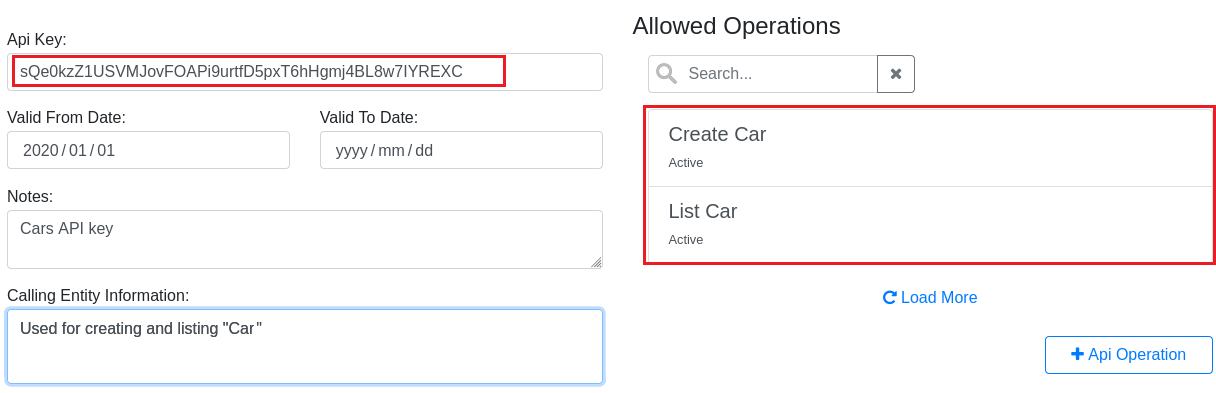 Api Key:
sQe0kzZ1USVMJovFOAPi9urtfD5pxT6hHgmj4BL8w7IYREXC
Valid From Date:
Valid To Date:
2020/01/01
yyyy/mm/dd
Notes:
Cars API key
Calling Entity Information:
Used for creating and listing "Car"
Allowed Operations
Search...
Create Car
Active
List Car
Active
Load More
Api Operation